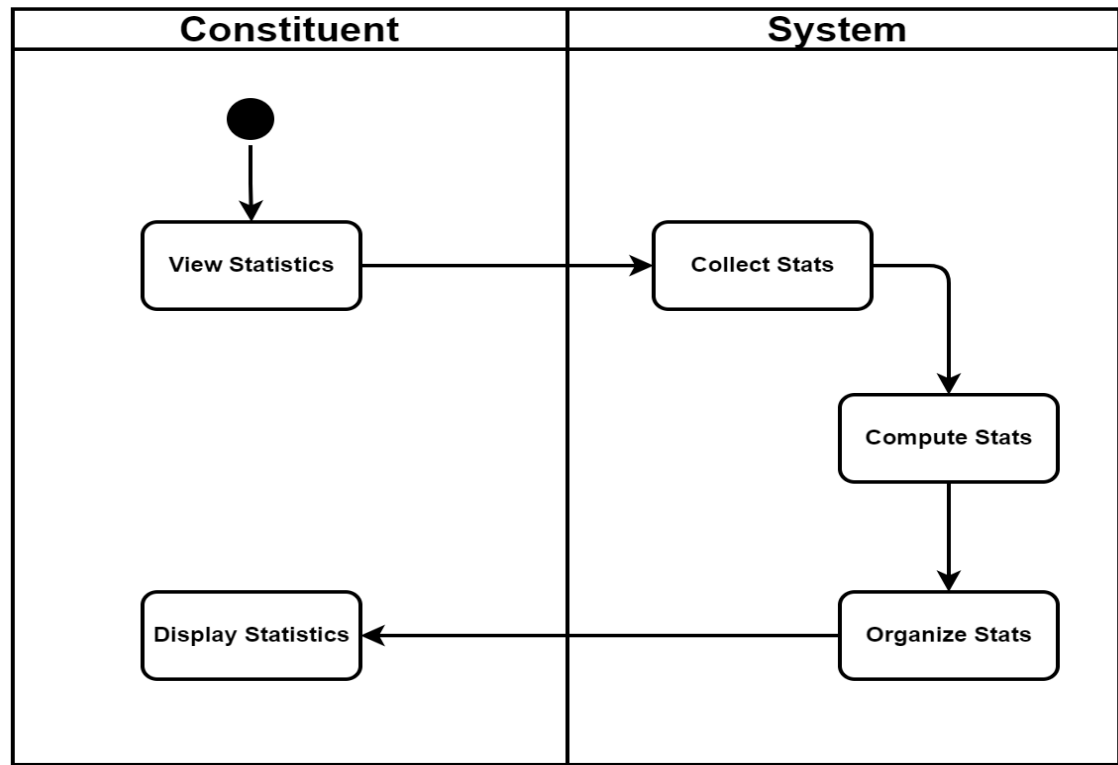 Constituent
System
View Statistics
Collect Stats
Compute Stats
Display Statistics
Organize Stats